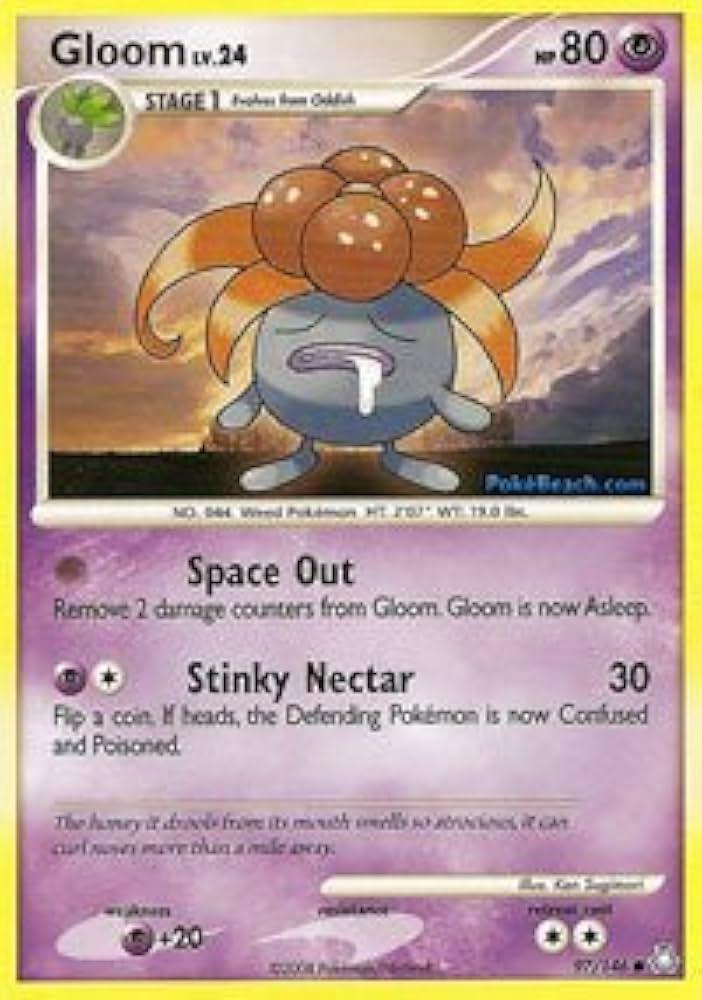 Gloom LV.24 HP 80
STAGE 1 Evolves from Oddish
PokéBeach.com
NO. 044 Weed Pokémon HT: 2'07" WT: 19.0 lbs.
Space Out
Remove 2 damage counters from Gloom. Gloom is now Asleep.
Stinky Nectar 30
Flip a coin. If heads, the Defending Pokémon is now Confused
and Poisoned.
The honey it drools from its mouth smells so atrocious, it can
curl noses more than a mile away.
Illus. Ken Sugimori
weakness resistance retreat cost
+20
©2008 Pokémon/Nintendo 97/146